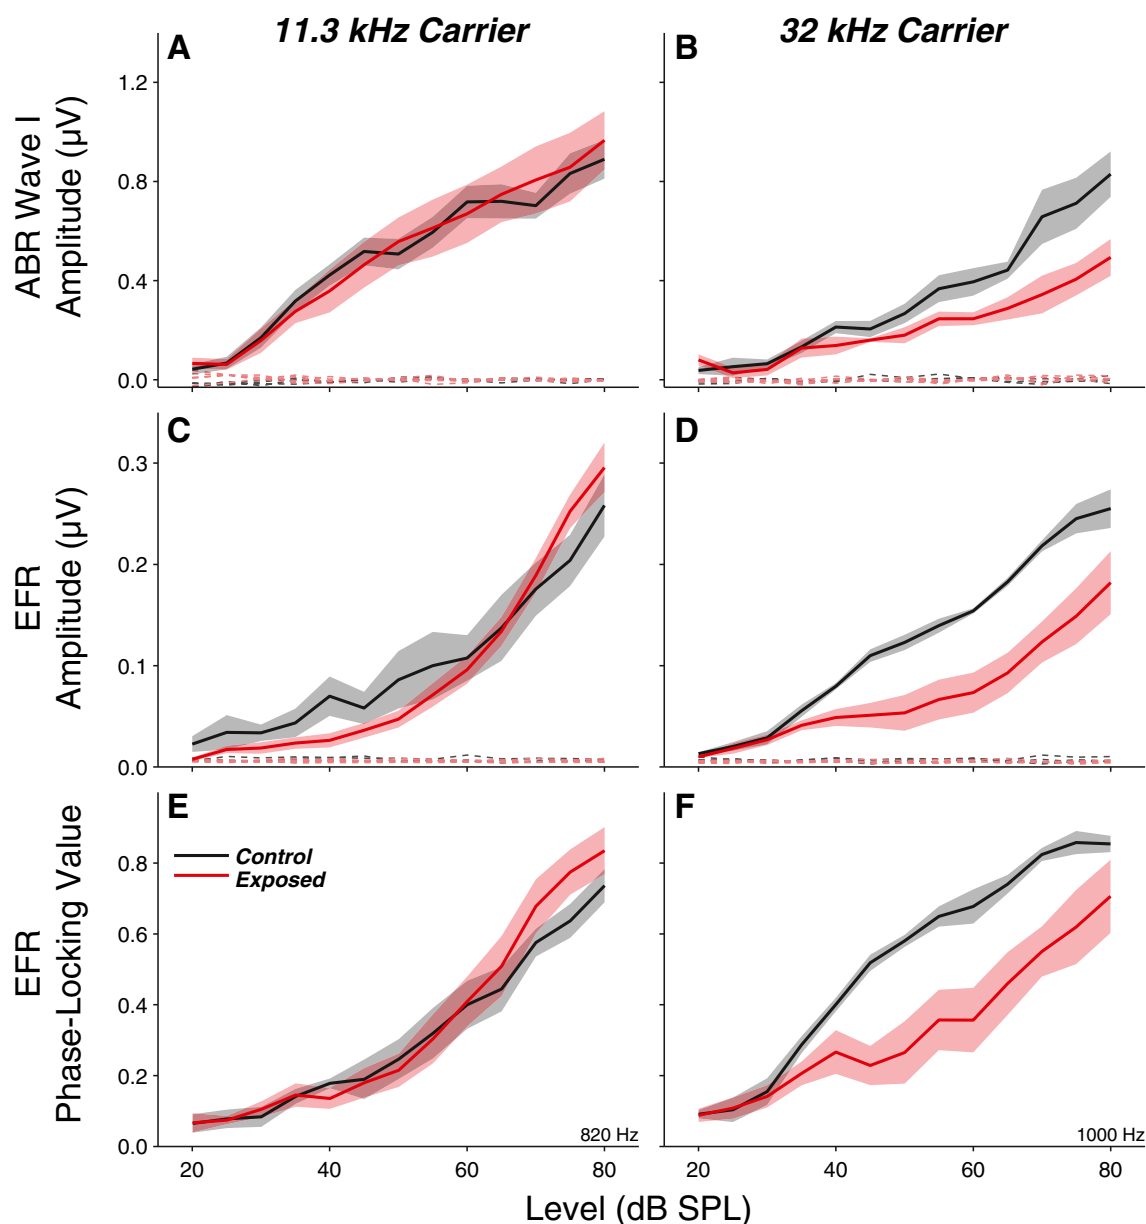 11.3 kHz Carrier
32 kHz Carrier
A
B
ABR Wave I
Amplitude (µV)
1.2
0.8
0.4
0.0
C
D
EFR
Amplitude (µV)
0.3
0.2
0.1
0.0
E
F
EFR
Phase-Locking Value
0.8
0.6
0.4
0.2
0.0
Control
Exposed
820 Hz
1000 Hz
20
40
60
80
20
40
60
80
Level (dB SPL)